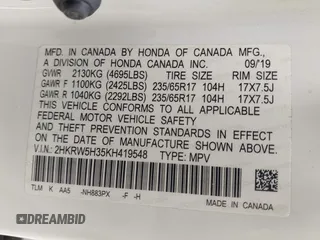 MFD. IN CANADA BY HONDA OF CANADA MFG.,
A DIVISION OF HONDA CANADA INC. 09/19
GVWR 2130KG (4695LBS) TIRE SIZE RIM SIZE
GAWR F 1100KG (2425LBS) 235/65R17 104H 17X7.5J
GAWR R 1040KG (2292LBS) 235/65R17 104H 17X7.5J
THIS VEHICLE CONFORMS TO ALL APPLICABLE
FEDERAL MOTOR VEHICLE SAFETY AND
THEFT PREVENTION STANDARDS IN EFFECT ON
THE DATE OF MANUFACTURE SHOWN ABOVE.
V.I.N.: 2HKRW5H35KH419548 TYPE: MPV
TLM K AA5 -NH883PX -F -H
MADE IN CANADA
DREAMBID